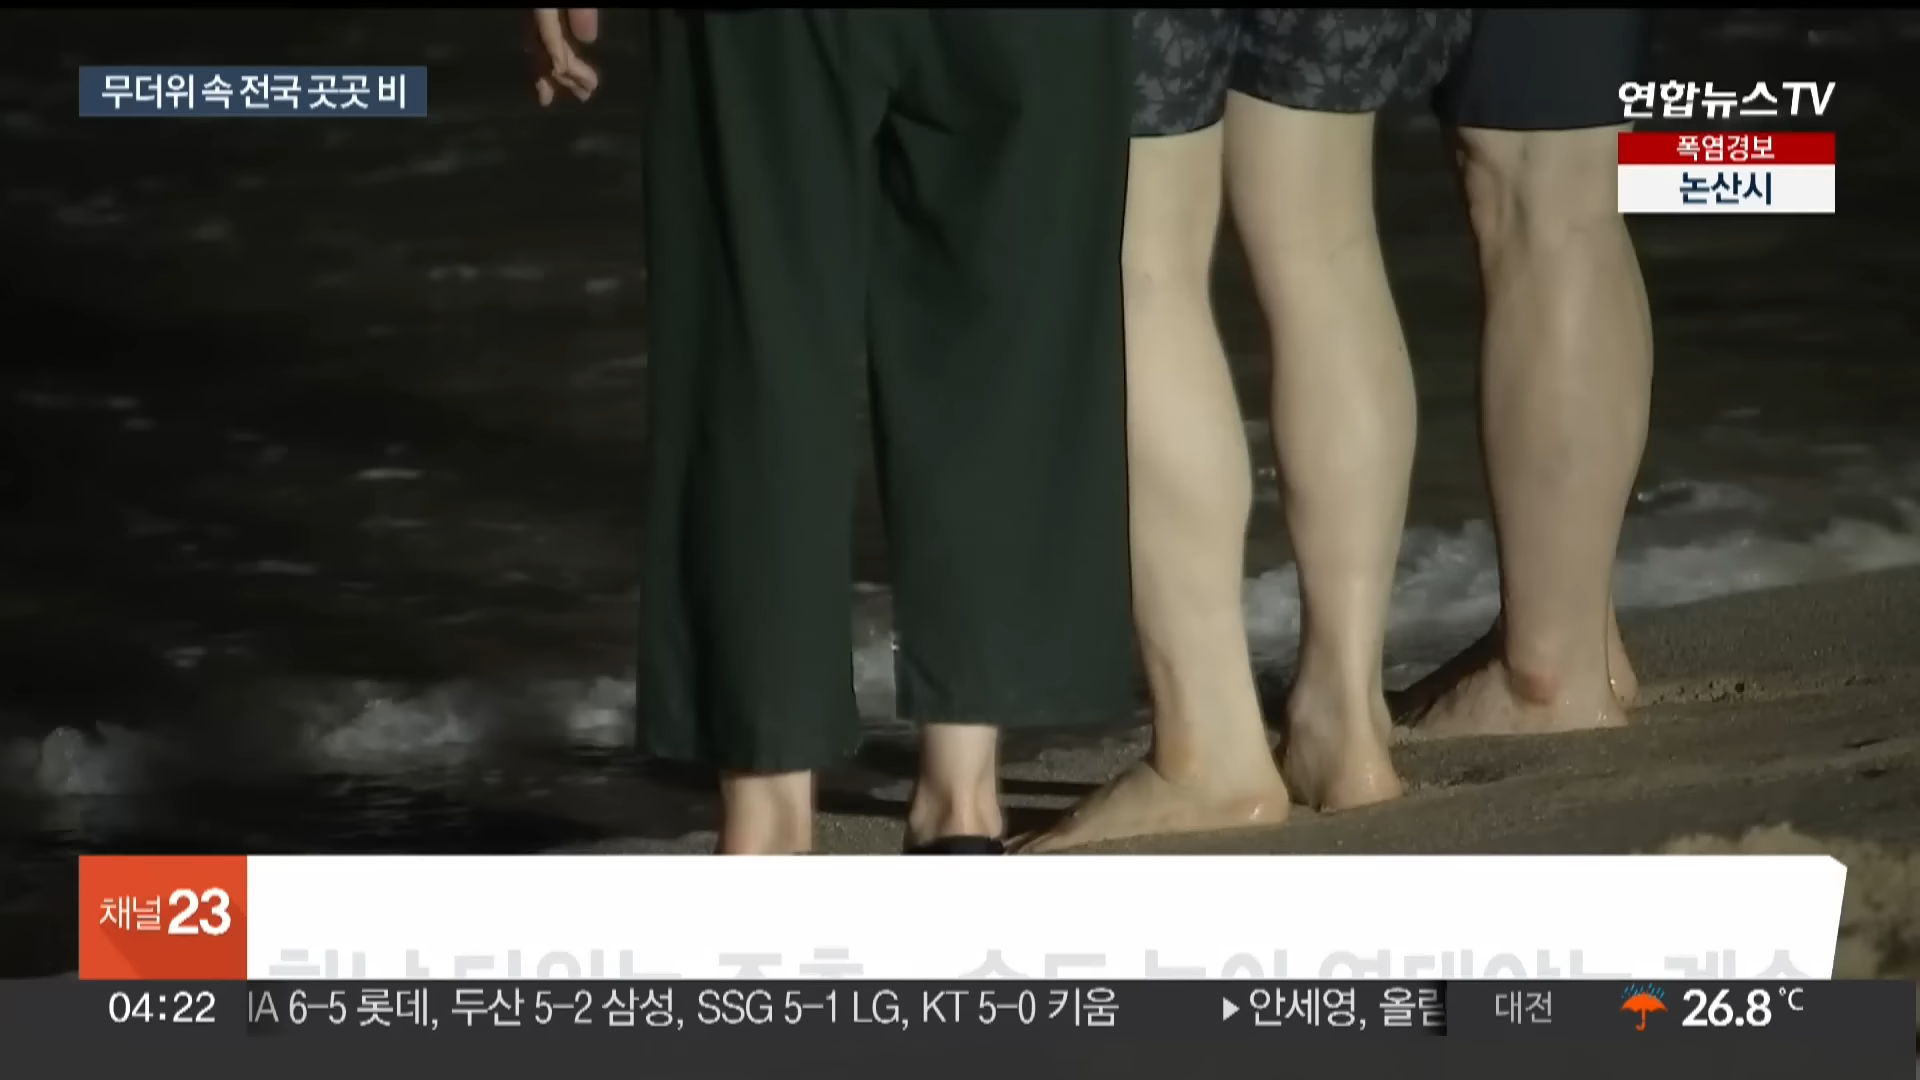 무더위 속 전국 곳곳 비
연합뉴스TV
폭염경보
논산시
채널23
04:22 IA 6-5 롯데, 두산 5-2 삼성, SSG 5-1 LG, KT 5-0 키움 ▶안세영, 올림 대전 26.8℃